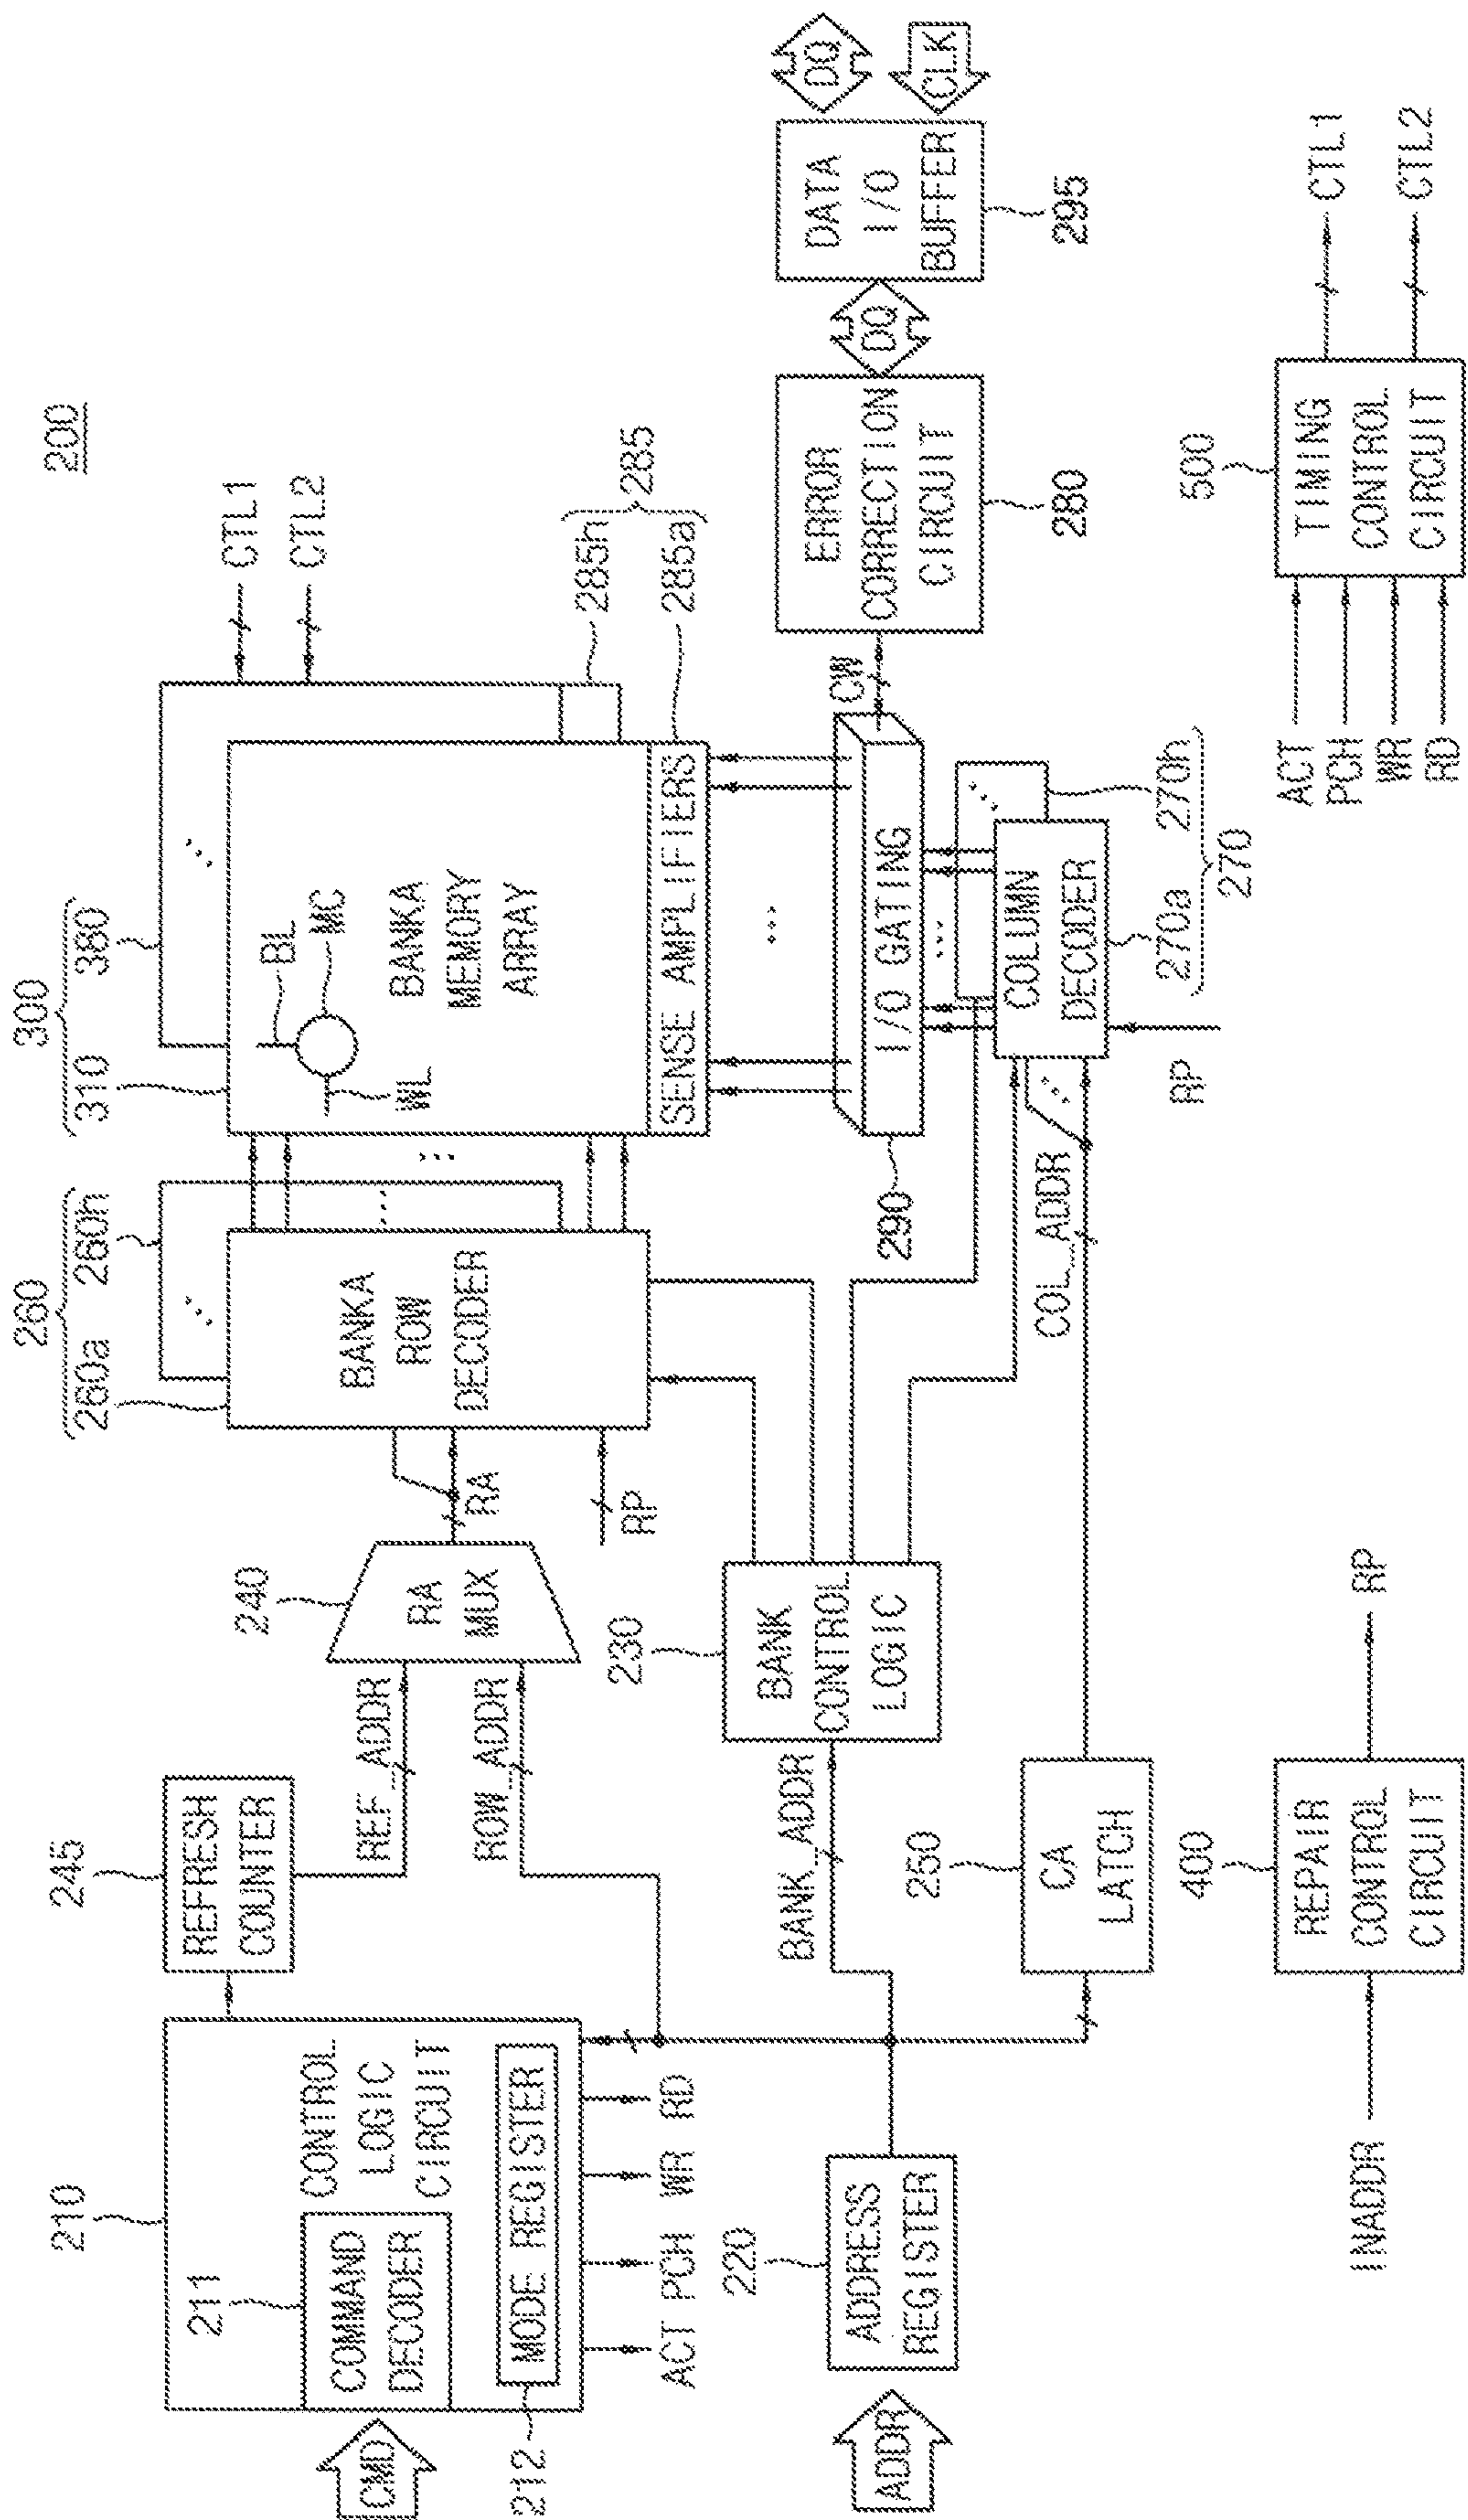 200
210
CONTROL
LOGIC
CIRCUIT
211
COMMAND
DECODER
MODE REGISTER
212
CMD
ACT PCH WR RD
245
REFRESH
COUNTER
REF_ADDR
ROW_ADDR
240
RA
MUX
RA
RP
260
260a 260h
BANKA
ROW
DECODER
300
310 380
BL
MC
WL
BANKA
MEMORY
ARRAY
SENSE AMPLIFIERS
CTL1
CTL2
285h
285a
285
ADDR
220
ADDRESS
REGISTER
BANK_ADDR
230
BANK
CONTROL
LOGIC
290
I/O GATING
CW
ERROR
CORRECTION
CIRCUIT
280
DQ
DATA
I/O
BUFFER
295
DQ
CLK
250
CA
LATCH
COL_ADDR
COLUMN
DECODER
RP
270a 270h
270
INADDR
400
REPAIR
CONTROL
CIRCUIT
RP
ACT
PCH
WR
RD
500
TIMING
CONTROL
CIRCUIT
CTL1
CTL2